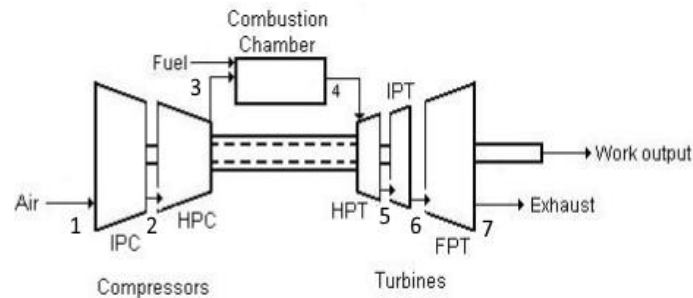 Combustion
Chamber
Fuel
3
4
IPT
Work output
Air
1
2
HPC
IPC
HPT
5
6
7
Exhaust
FPT
Compressors
Turbines